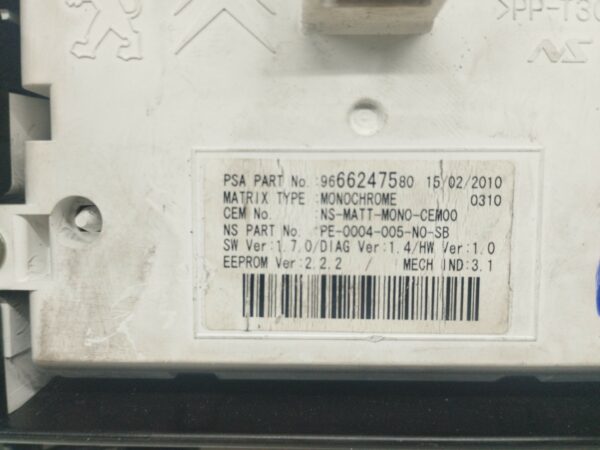 >PP-T30
NS
PSA PART No. :9666247580 15/02/2010
MATRIX TYPE :MONOCHROME 0310
CEM No. :NS-MATT-MONO-CEM00
NS PART No. :PE-0004-005-NO-SB
SW Ver:1.7.0/DIAG Ver:1.4/HW Ver:1.0
EEPROM Ver:2.2.2 / MECH IND:3.1